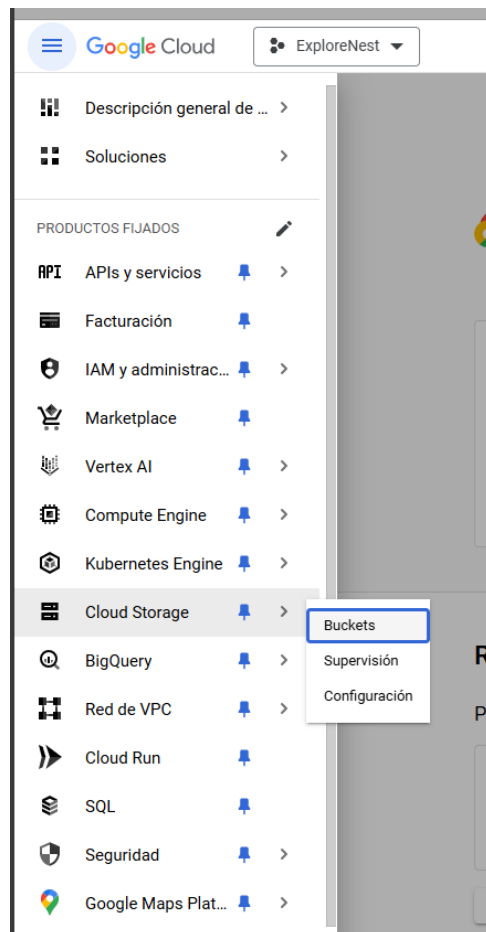 Google Cloud
ExploreNest
Descripción general de ...
Soluciones
PRODUCTOS FIJADOS
API APIs y servicios
Facturación
IAM y administrac...
Marketplace
Vertex AI
Compute Engine
Kubernetes Engine
Cloud Storage
Buckets
Supervisión
Configuración
BigQuery
Red de VPC
Cloud Run
SQL
Seguridad
Google Maps Plat...
R
P